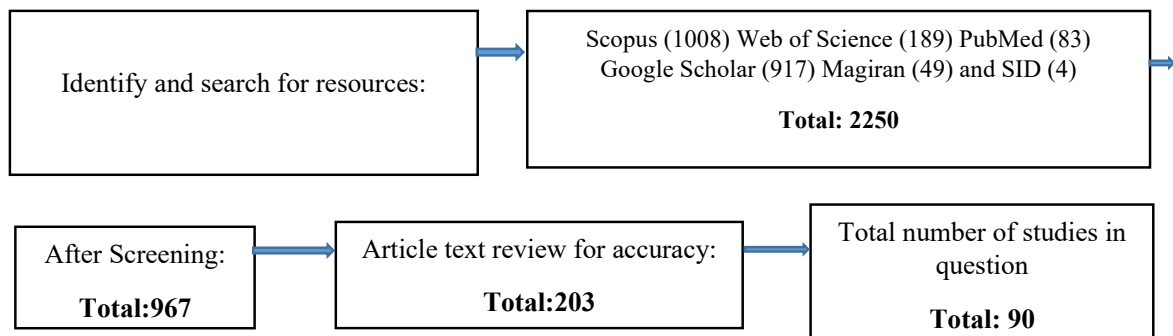 Identify and search for resources:
Scopus (1008) Web of Science (189) PubMed (83)
Google Scholar (917) Magiran (49) and SID (4)
Total: 2250
After Screening:
Total:967
Article text review for accuracy:
Total:203
Total number of studies in
question
Total: 90